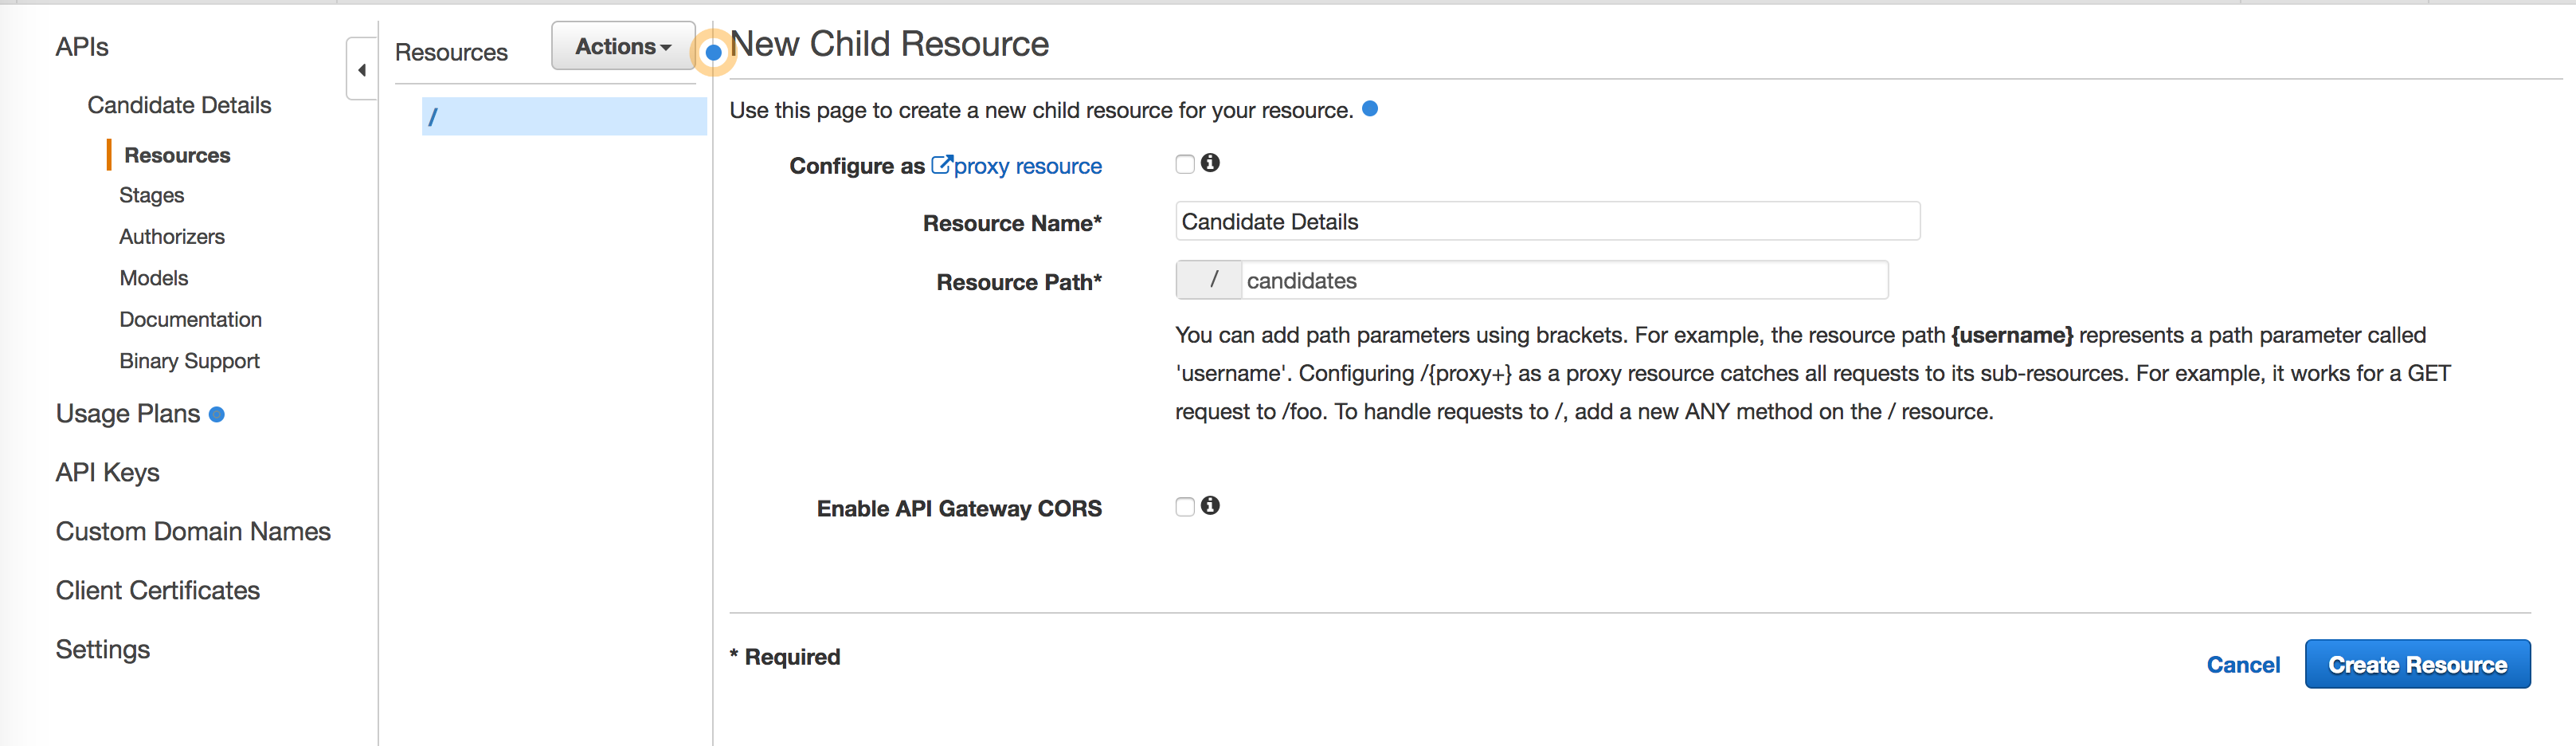 APIs
Candidate Details
Resources
Stages
Authorizers
Models
Documentation
Binary Support
Usage Plans
API Keys
Custom Domain Names
Client Certificates
Settings
Resources
Actions
/
New Child Resource
Use this page to create a new child resource for your resource.
Configure as proxy resource
Resource Name* Candidate Details
Resource Path* / candidates
You can add path parameters using brackets. For example, the resource path {username} represents a path parameter called
'username'. Configuring /{proxy+} as a proxy resource catches all requests to its sub-resources. For example, it works for a GET
request to /foo. To handle requests to /, add a new ANY method on the / resource.
Enable API Gateway CORS
* Required
Cancel
Create Resource